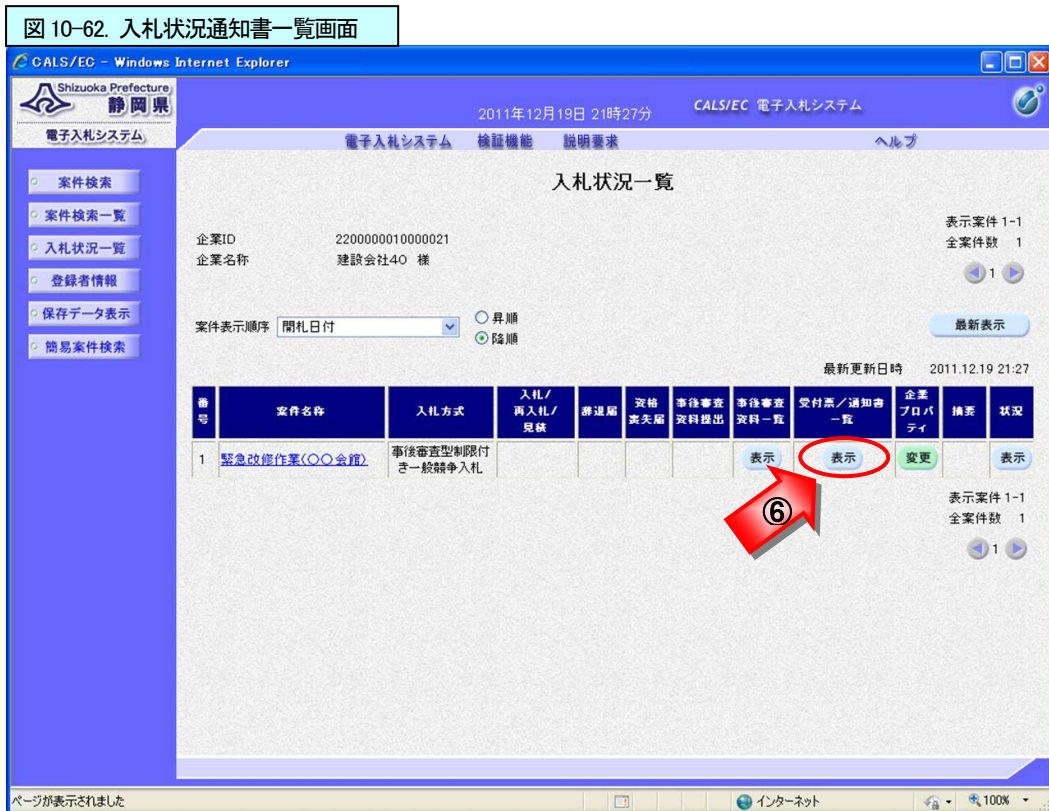 図 10-62. 入札状況通知書一覧画面
CALS/EC - Windows Internet Explorer
Shizuoka Prefecture
静岡県
電子入札システム
2011年12月19日 21時27分
CALS/EC 電子入札システム
電子入札システム 検証機能 説明要求 ヘルプ
案件検索
案件検索一覧
入札状況一覧
登録者情報
保存データ表示
簡易案件検索
入札状況一覧
表示案件 1-1
全案件数 1
1
企業ID 2200000010000021
企業名称 建設会社40 様
案件表示順序 開札日付
昇順
降順
最新表示
最新更新日時 2011.12.19 21:27
番号 案件名称 入札方式 入札/再入札/見積 辞退届 資格喪失届 事後審査資料提出 事後審査資料一覧 受付票/通知書一覧 企業プロパティ 摘要 状況
1 緊急改修作業(〇〇会館) 事後審査型制限付き一般競争入札 表示 表示 変更 表示
⑥
表示案件 1-1
全案件数 1
1
ページが表示されました インターネット 100%